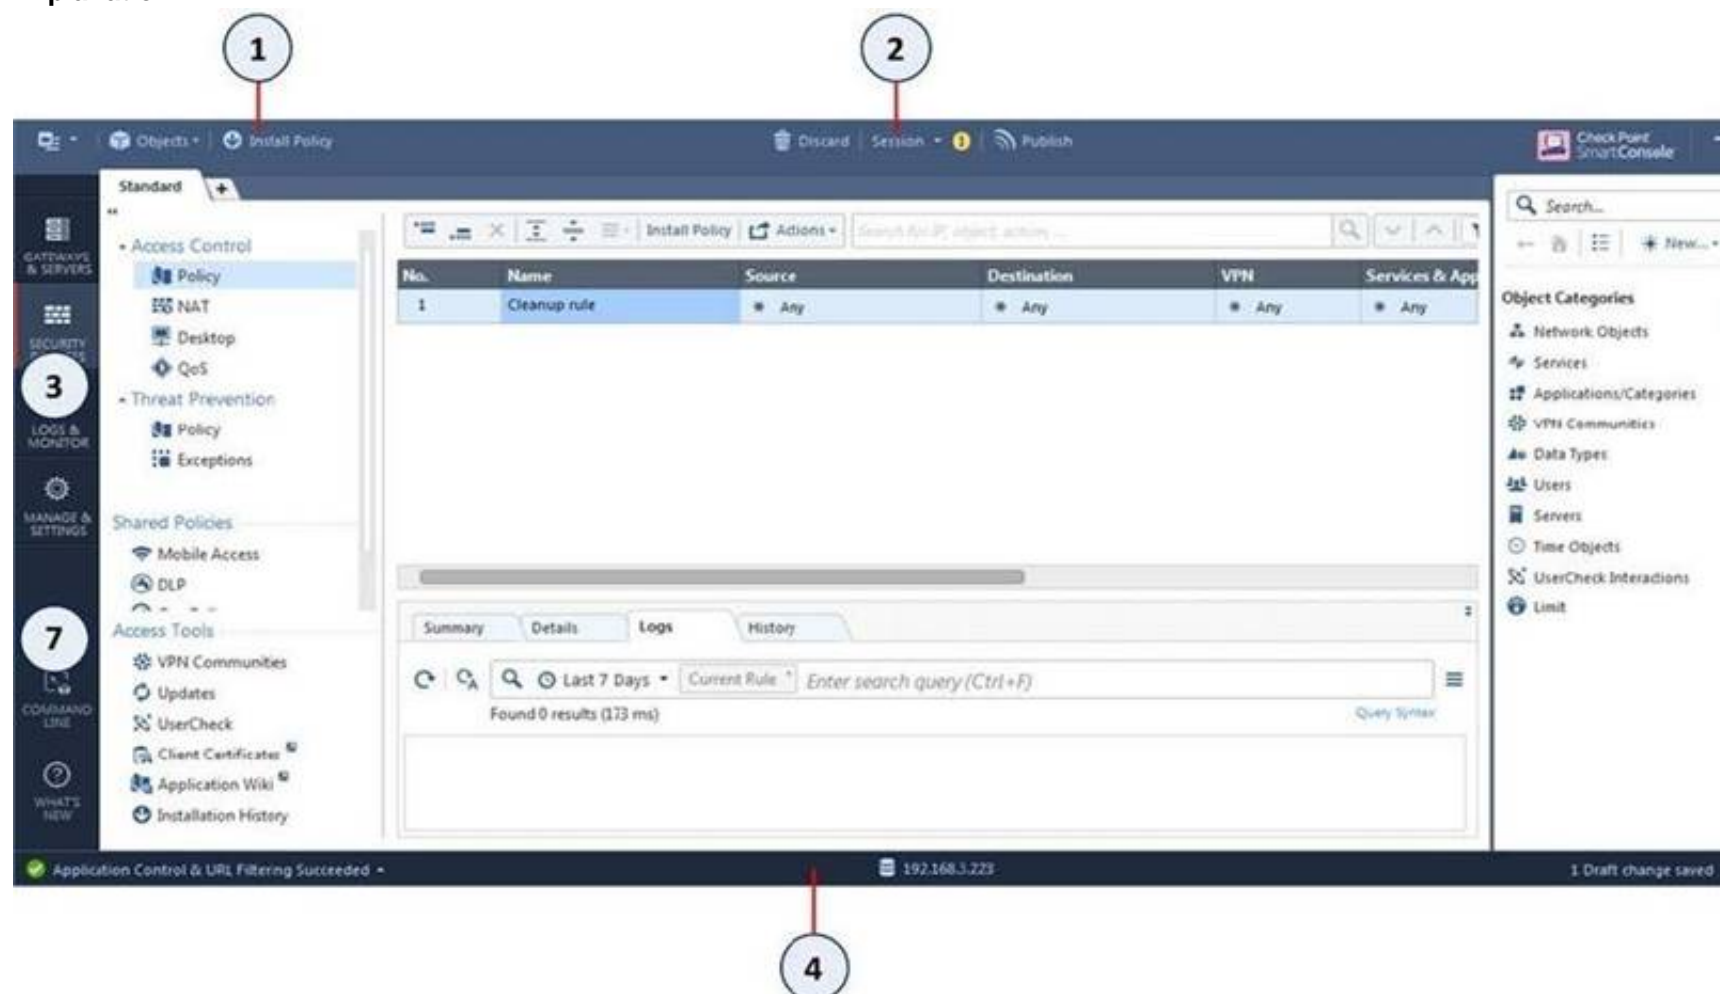 1
2
Objects
Install Policy
Discard
Session
Publish
Check Point
SmartConsole
Standard
+
GATEWAYS
& SERVERS
SECURITY
3
LOGS &
MONITOR
MANAGE &
SETTINGS
7
COMMAND
LINE
WHAT'S
NEW
Access Control
Policy
NAT
Desktop
QoS
Threat Prevention
Policy
Exceptions
Shared Policies
Mobile Access
DLP
Access Tools
VPN Communities
Updates
UserCheck
Client Certificates
Application Wiki
Installation History
Install Policy
Actions
Search for IP, object, action ...
No. Name Source Destination VPN Services & App
1 Cleanup rule Any Any Any Any
Summary
Details
Logs
History
Last 7 Days
Current Rule
Enter search query (Ctrl+F)
Found 0 results (173 ms)
Query Syntax
Search...
New...
Object Categories
Network Objects
Services
Applications/Categories
VPN Communities
Data Types
Users
Servers
Time Objects
UserCheck Interactions
Limit
Application Control & URL Filtering Succeeded
192.168.3.223
1 Draft change saved
4